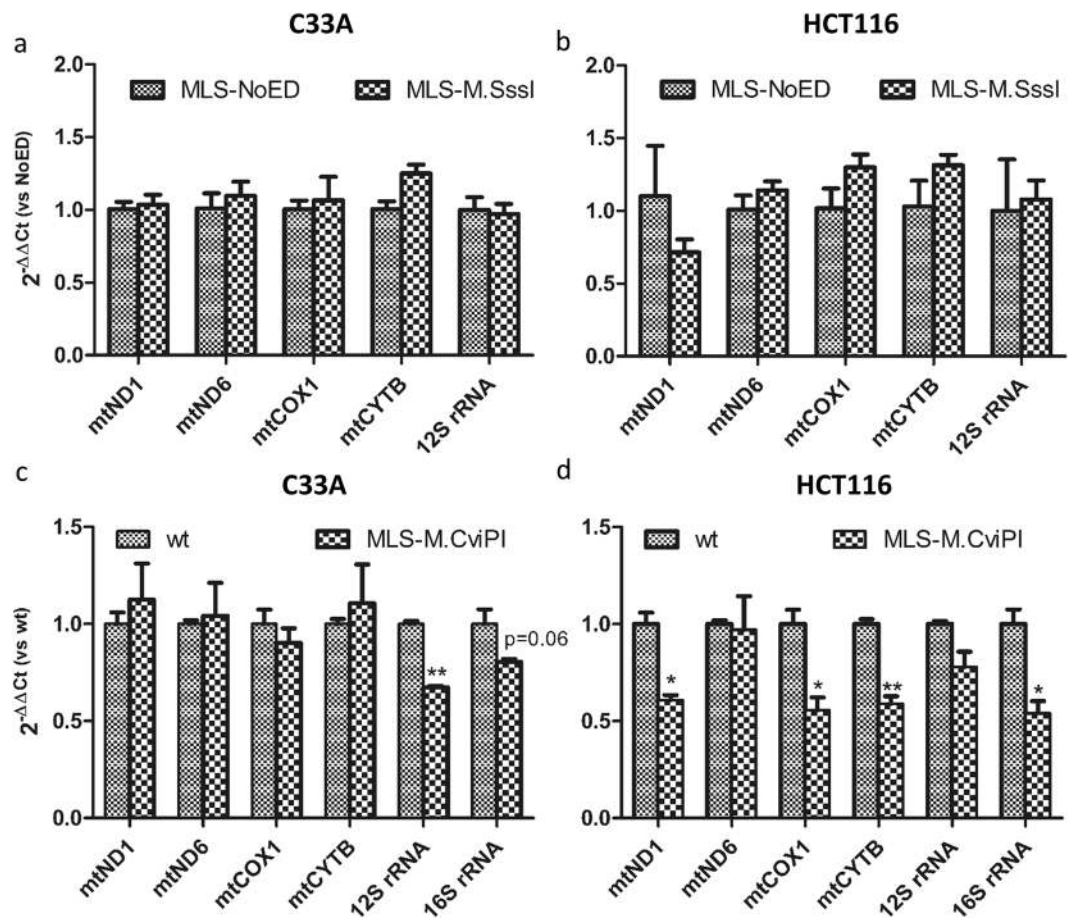 C33A
HCT116
a
b
2.0
1.5
1.0
0.5
0.0
2-ΔΔCt (vs NoED)
MLS-NoED
MLS-M.SssI
mtND1
mtND6
mtCOX1
mtCYTB
12S rRNA
2.0
1.5
1.0
0.5
0.0
MLS-NoED
MLS-M.SssI
mtND1
mtND6
mtCOX1
mtCYTB
12S rRNA
c
d
C33A
HCT116
1.5
1.0
0.5
0.0
2-ΔΔCt (vs wt)
wt
MLS-M.CviPI
**
p=0.06
mtND1
mtND6
mtCOX1
mtCYTB
12S rRNA
16S rRNA
1.5
1.0
0.5
0.0
wt
MLS-M.CviPI
*
*
**
*
mtND1
mtND6
mtCOX1
mtCYTB
12S rRNA
16S rRNA